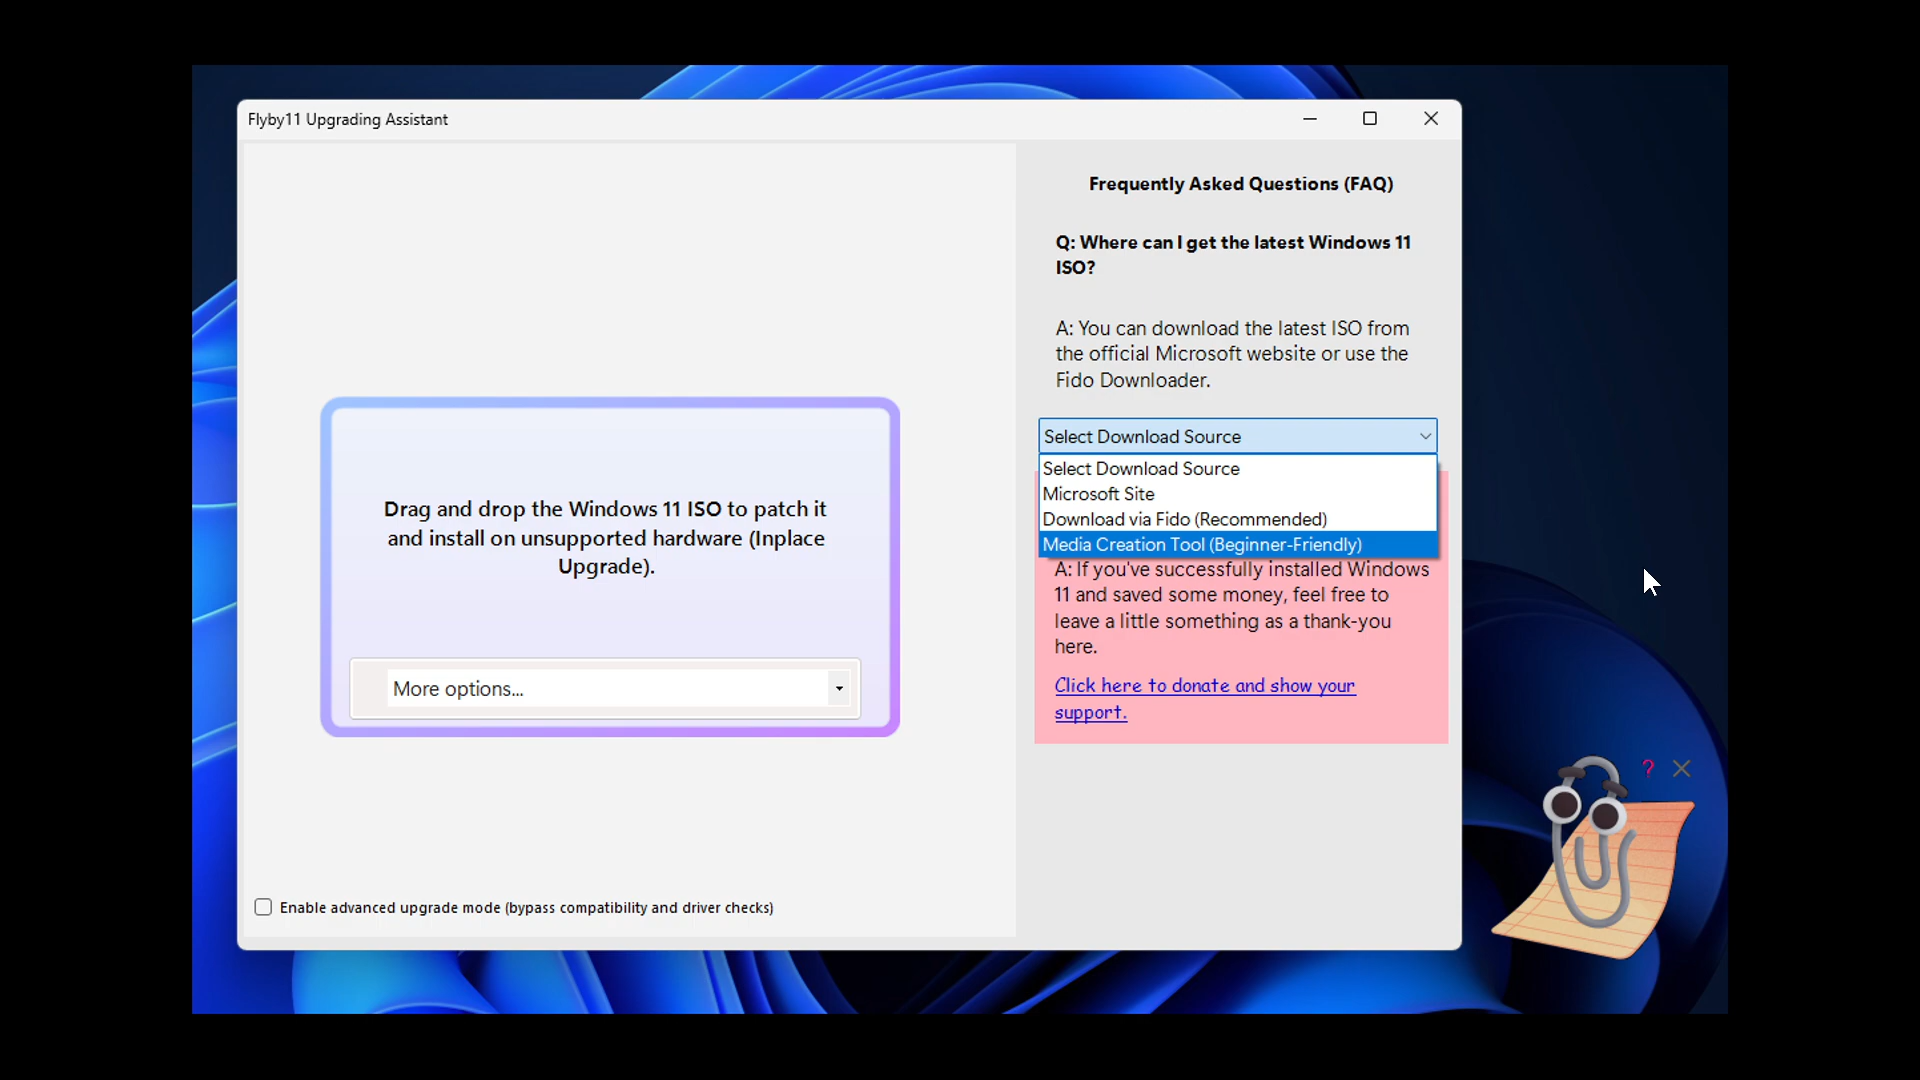 Flyby11 Upgrading Assistant
Drag and drop the Windows 11 ISO to patch it
and install on unsupported hardware (Inplace
Upgrade).
More options...
Enable advanced upgrade mode (bypass compatibility and driver checks)
Frequently Asked Questions (FAQ)
Q: Where can I get the latest Windows 11
ISO?
A: You can download the latest ISO from
the official Microsoft website or use the
Fido Downloader.
Select Download Source
Select Download Source
Microsoft Site
Download via Fido (Recommended)
Media Creation Tool (Beginner-Friendly)
A: If you've successfully installed Windows
11 and saved some money, feel free to
leave a little something as a thank-you
here.
Click here to donate and show your
support.
?